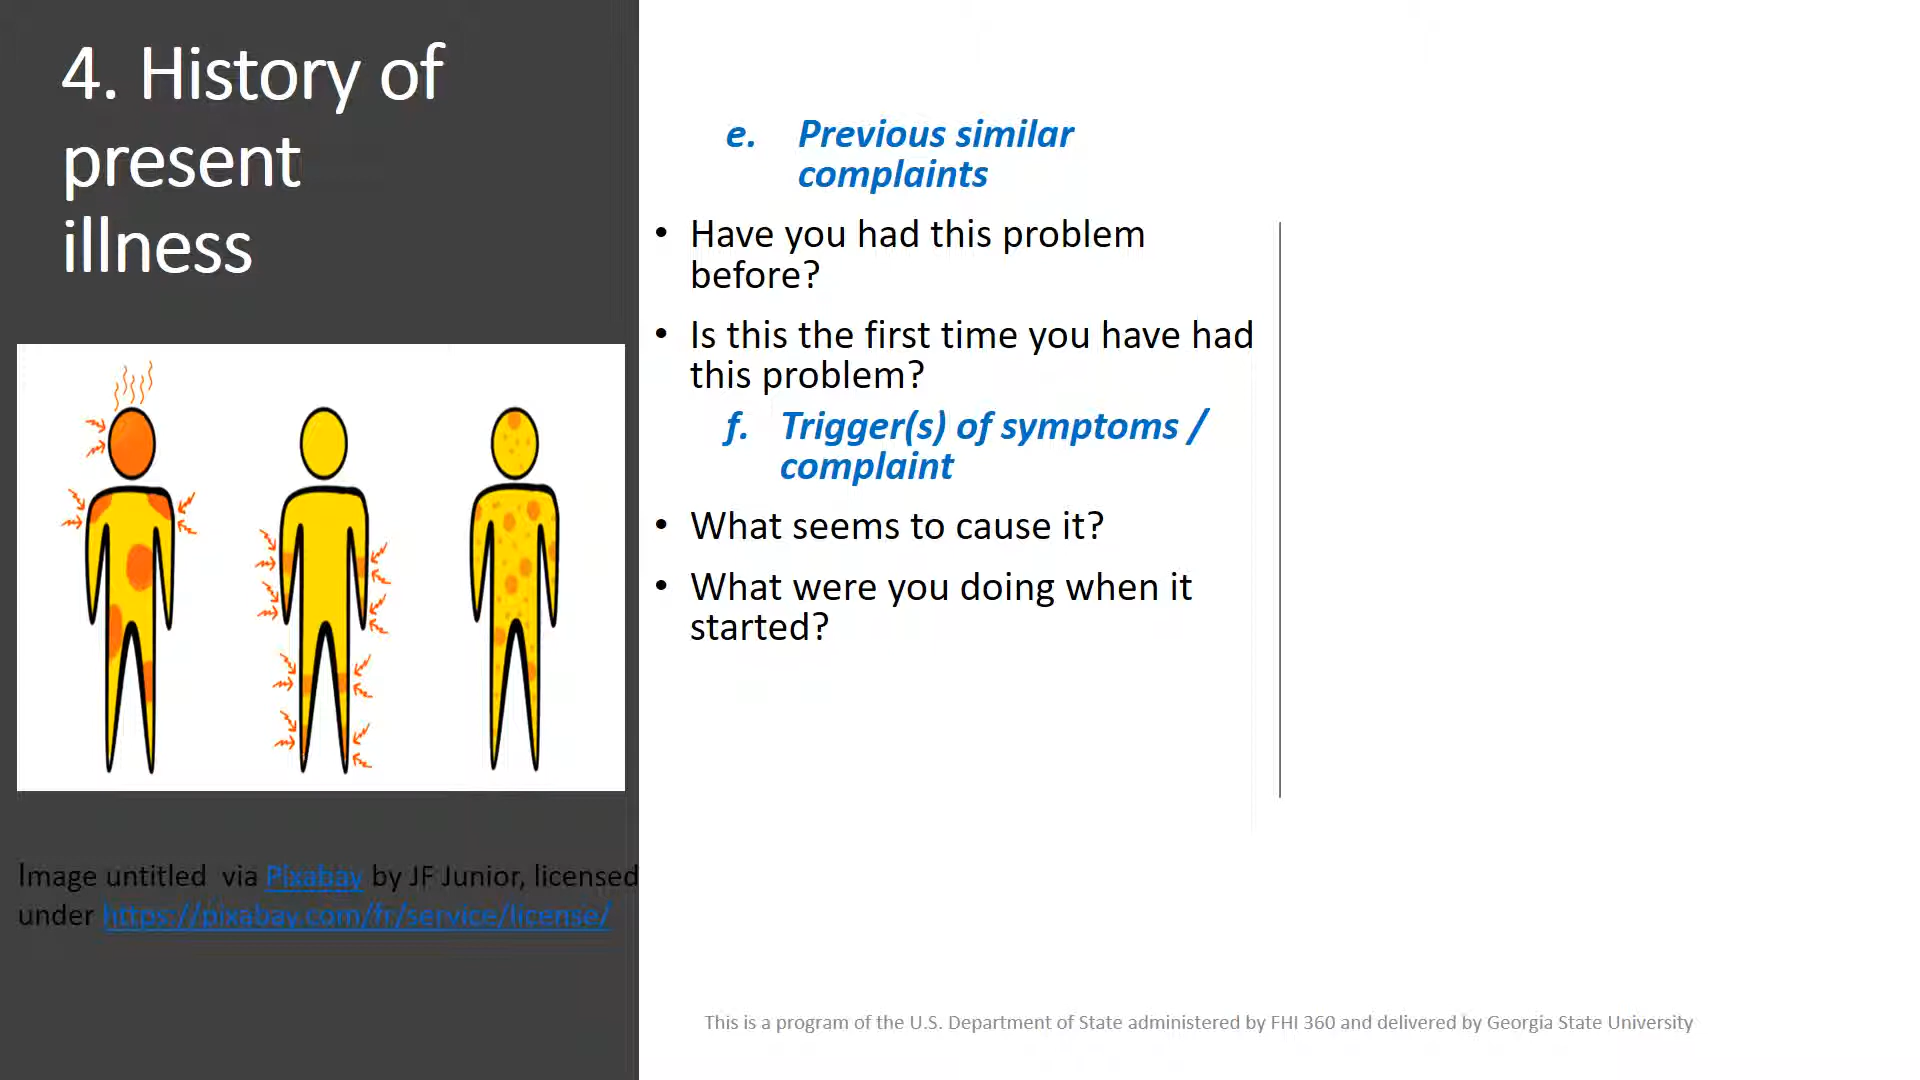 4. History of
present
illness
Image untitled via Pixabay by JF Junior, licensed
under https://pixabay.com/fr/service/license/
e. Previous similar
complaints
• Have you had this problem
before?
• Is this the first time you have had
this problem?
f. Trigger(s) of symptoms /
complaint
• What seems to cause it?
• What were you doing when it
started?
This is a program of the U.S. Department of State administered by FHI 360 and delivered by Georgia State University